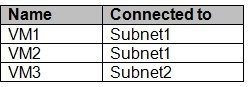 Name Connected to
VM1 Subnet1
VM2 Subnet1
VM3 Subnet2